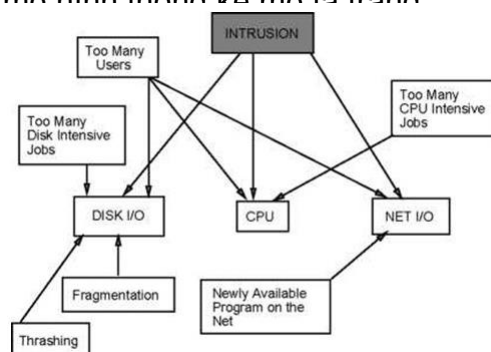 INTRUSION
Too Many
Users
Too Many
CPU Intensive
Jobs
Too Many
Disk Intensive
Jobs
DISK I/O
CPU
NET I/O
Fragmentation
Newly Available
Program on the
Net
Thrashing